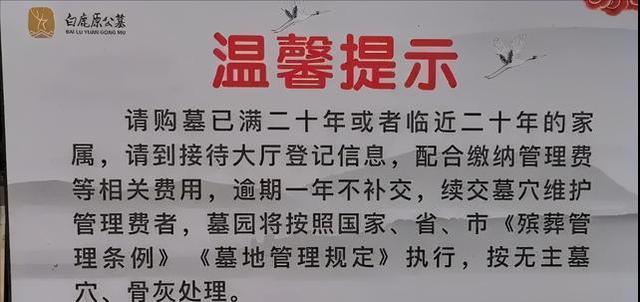 白鹿原公墓
BAI LU YUAN GONG MU
温馨提示
请购墓已满二十年或者临近二十年的家
属，请到接待大厅登记信息，配合缴纳管理费
等相关费用，逾期一年不补交，续交墓穴维护
管理费者，墓园将按照国家、省、市《殡葬管
理条例》《墓地管理规定》执行，按无主墓
穴、骨灰处理。